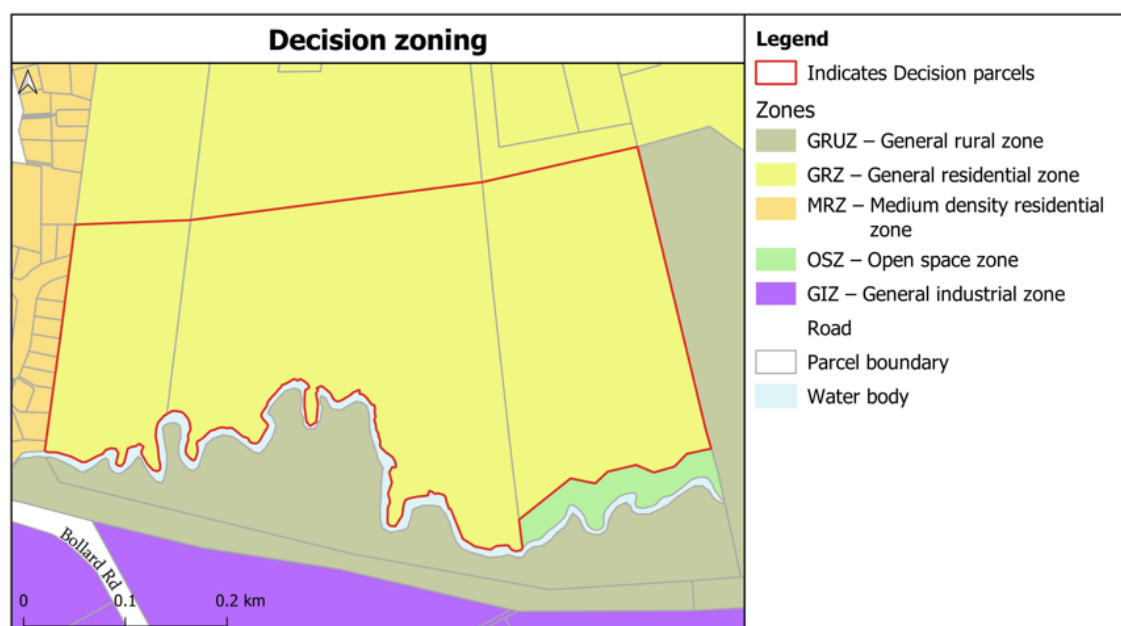 Decision zoning
Bollard Rd
0 0.1 0.2 km
Legend
Indicates Decision parcels
Zones
GRUZ – General rural zone
GRZ – General residential zone
MRZ – Medium density residential
zone
OSZ – Open space zone
GIZ – General industrial zone
Road
Parcel boundary
Water body